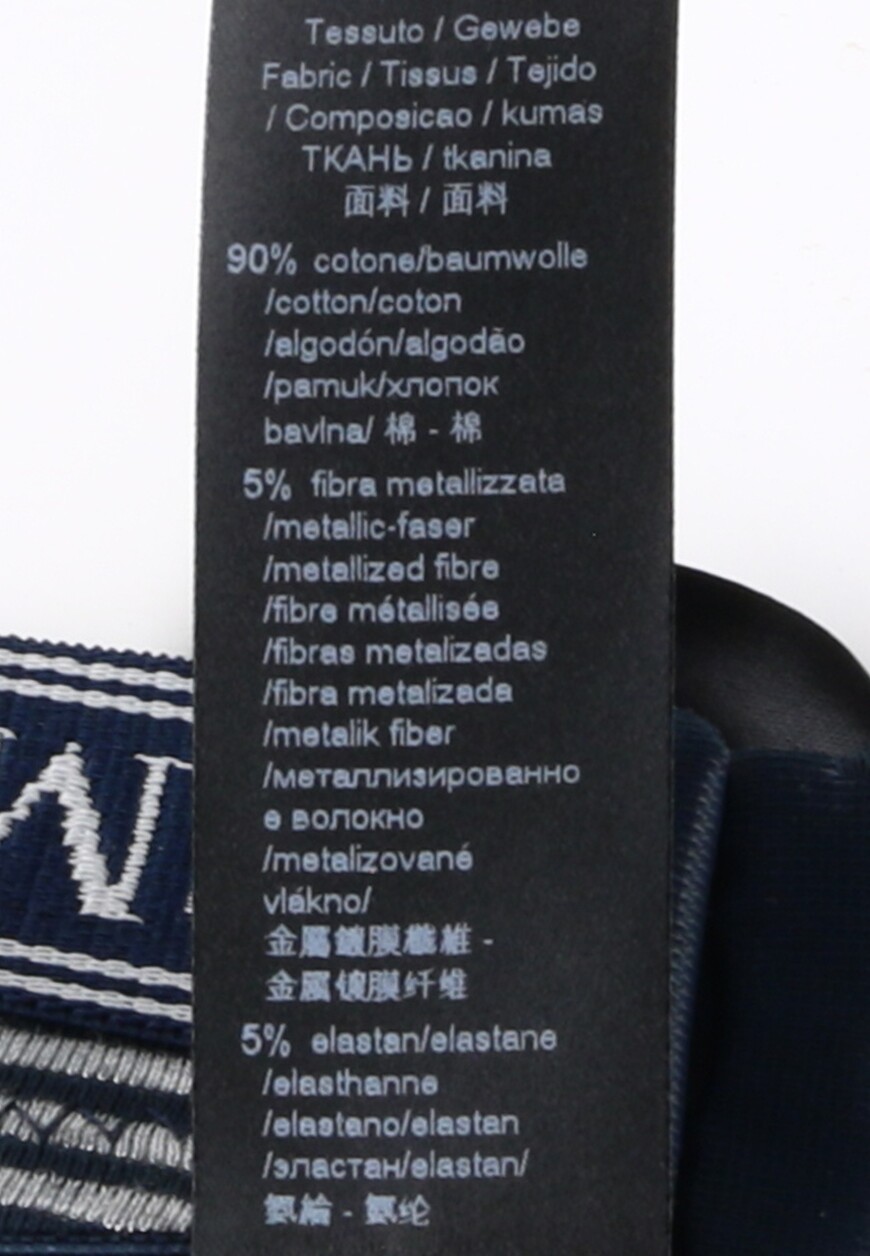 Tessuto / Gewebe
Fabric / Tissus / Tejido
/ Composicao / kumas
ТКАНЬ / tkanina
面料 / 面料
90% cotone/baumwolle
/cotton/coton
/algodón/algodão
/pamuk/хлопок
bavlna/ 棉 - 棉
5% fibra metallizzata
/metallic-faser
/metallized fibre
/fibre métallisée
/fibras metalizadas
/fibra metalizada
/metalik fiber
/металлизированно
е волокно
/metalizované
vlákno/
金屬鍍膜纖維 -
金属镀膜纤维
5% elastan/elastane
/elasthanne
/elastano/elastan
/эластан/elastan/
氨綸 - 氨纶